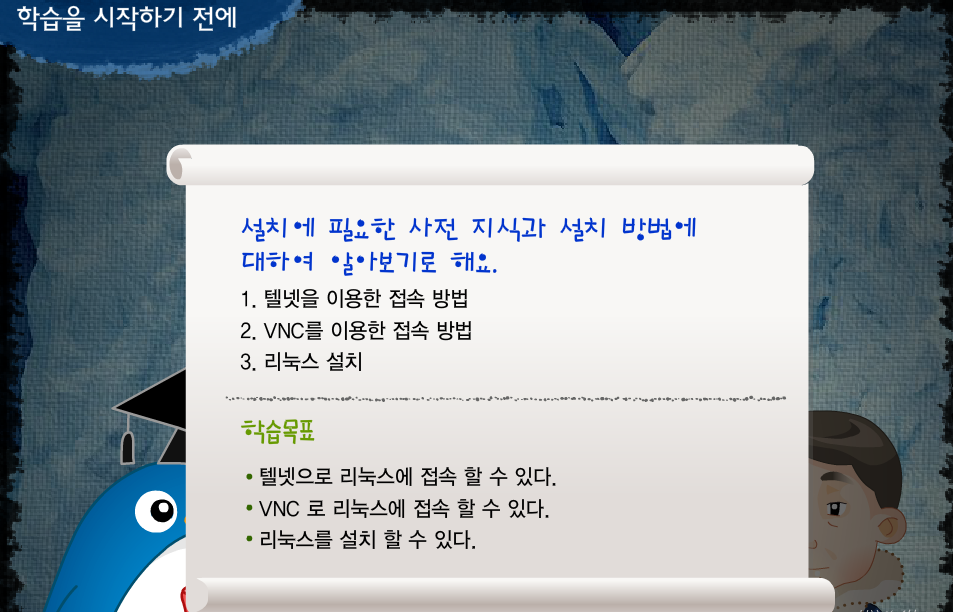 학습을 시작하기 전에
설치에 필요한 사전 지식과 설치 방법에
대하여 알아보기로 해요.
1. 텔넷을 이용한 접속 방법
2. VNC를 이용한 접속 방법
3. 리눅스 설치
학습목표
• 텔넷으로 리눅스에 접속 할 수 있다.
• VNC 로 리눅스에 접속 할 수 있다.
• 리눅스를 설치 할 수 있다.